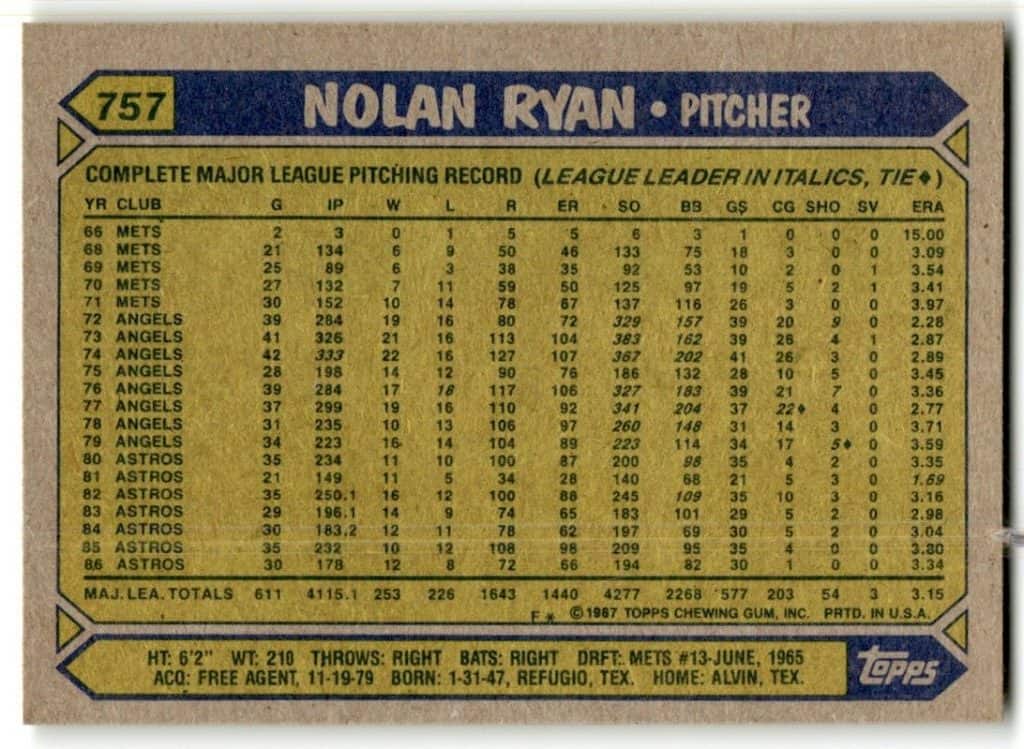 757 NOLAN RYAN • PITCHER
COMPLETE MAJOR LEAGUE PITCHING RECORD (LEAGUE LEADER IN ITALICS, TIE♦)
YR CLUB G IP W L R ER SO BB GS CG SHO SV ERA
66 METS 2 3 0 1 5 5 6 3 1 0 0 0 15.00
68 METS 21 134 6 9 50 46 133 75 18 3 0 0 3.09
69 METS 25 89 6 3 38 35 92 53 10 2 0 1 3.54
70 METS 27 132 7 11 59 50 125 97 19 5 2 1 3.41
71 METS 30 152 10 14 78 67 137 116 26 3 0 0 3.97
72 ANGELS 39 284 19 16 80 72 329 157 39 20 9 0 2.28
73 ANGELS 41 326 21 16 113 104 383 162 39 26 4 1 2.87
74 ANGELS 42 333 22 16 127 107 367 202 41 26 3 0 2.89
75 ANGELS 28 198 14 12 90 76 186 132 28 10 5 0 3.45
76 ANGELS 39 284 17 18 117 106 327 183 39 21 7 0 3.36
77 ANGELS 37 299 19 16 110 92 341 204 37 22♦ 4 0 2.77
78 ANGELS 31 235 10 13 106 97 260 148 31 14 3 0 3.71
79 ANGELS 34 223 16 14 104 89 223 114 34 17 5♦ 0 3.59
80 ASTROS 35 234 11 10 100 87 200 98 35 4 2 0 3.35
81 ASTROS 21 149 11 5 34 28 140 68 21 5 3 0 1.69
82 ASTROS 35 250.1 16 12 100 88 245 109 35 10 3 0 3.16
83 ASTROS 29 196.1 14 9 74 65 183 101 29 5 2 0 2.98
84 ASTROS 30 183.2 12 11 78 62 197 69 30 5 2 0 3.04
85 ASTROS 35 232 10 12 108 98 209 95 35 4 0 0 3.80
86 ASTROS 30 178 12 8 72 66 194 82 30 1 0 0 3.34
MAJ. LEA. TOTALS 611 4115.1 253 226 1643 1440 4277 2268 577 203 54 3 3.15
F* ©1987 TOPPS CHEWING GUM, INC. PRTD. IN U.S.A.
HT: 6'2" WT: 210 THROWS: RIGHT BATS: RIGHT DRFT: METS #13-JUNE, 1965
ACQ: FREE AGENT, 11-19-79 BORN: 1-31-47, REFUGIO, TEX. HOME: ALVIN, TEX.
TOPPS